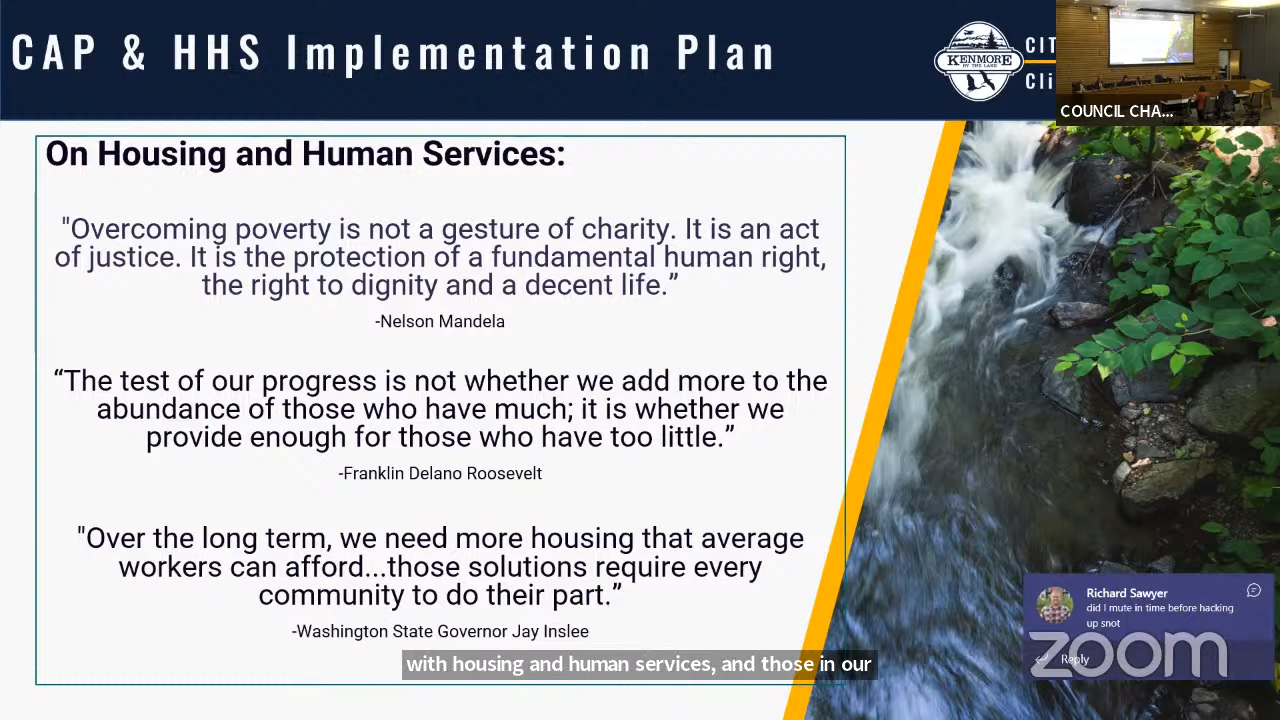 CAP & HHS Implementation Plan
KENMORE
BY THE LAKE
CIT
Cli
COUNCIL CHA...
On Housing and Human Services:
"Overcoming poverty is not a gesture of charity. It is an act
of justice. It is the protection of a fundamental human right,
the right to dignity and a decent life.”
-Nelson Mandela
“The test of our progress is not whether we add more to the
abundance of those who have much; it is whether we
provide enough for those who have too little.”
-Franklin Delano Roosevelt
"Over the long term, we need more housing that average
workers can afford...those solutions require every
community to do their part.”
-Washington State Governor Jay Inslee
with housing and human services, and those in our
Richard Sawyer
did I mute in time before hacking
up snot
Reply
zoom